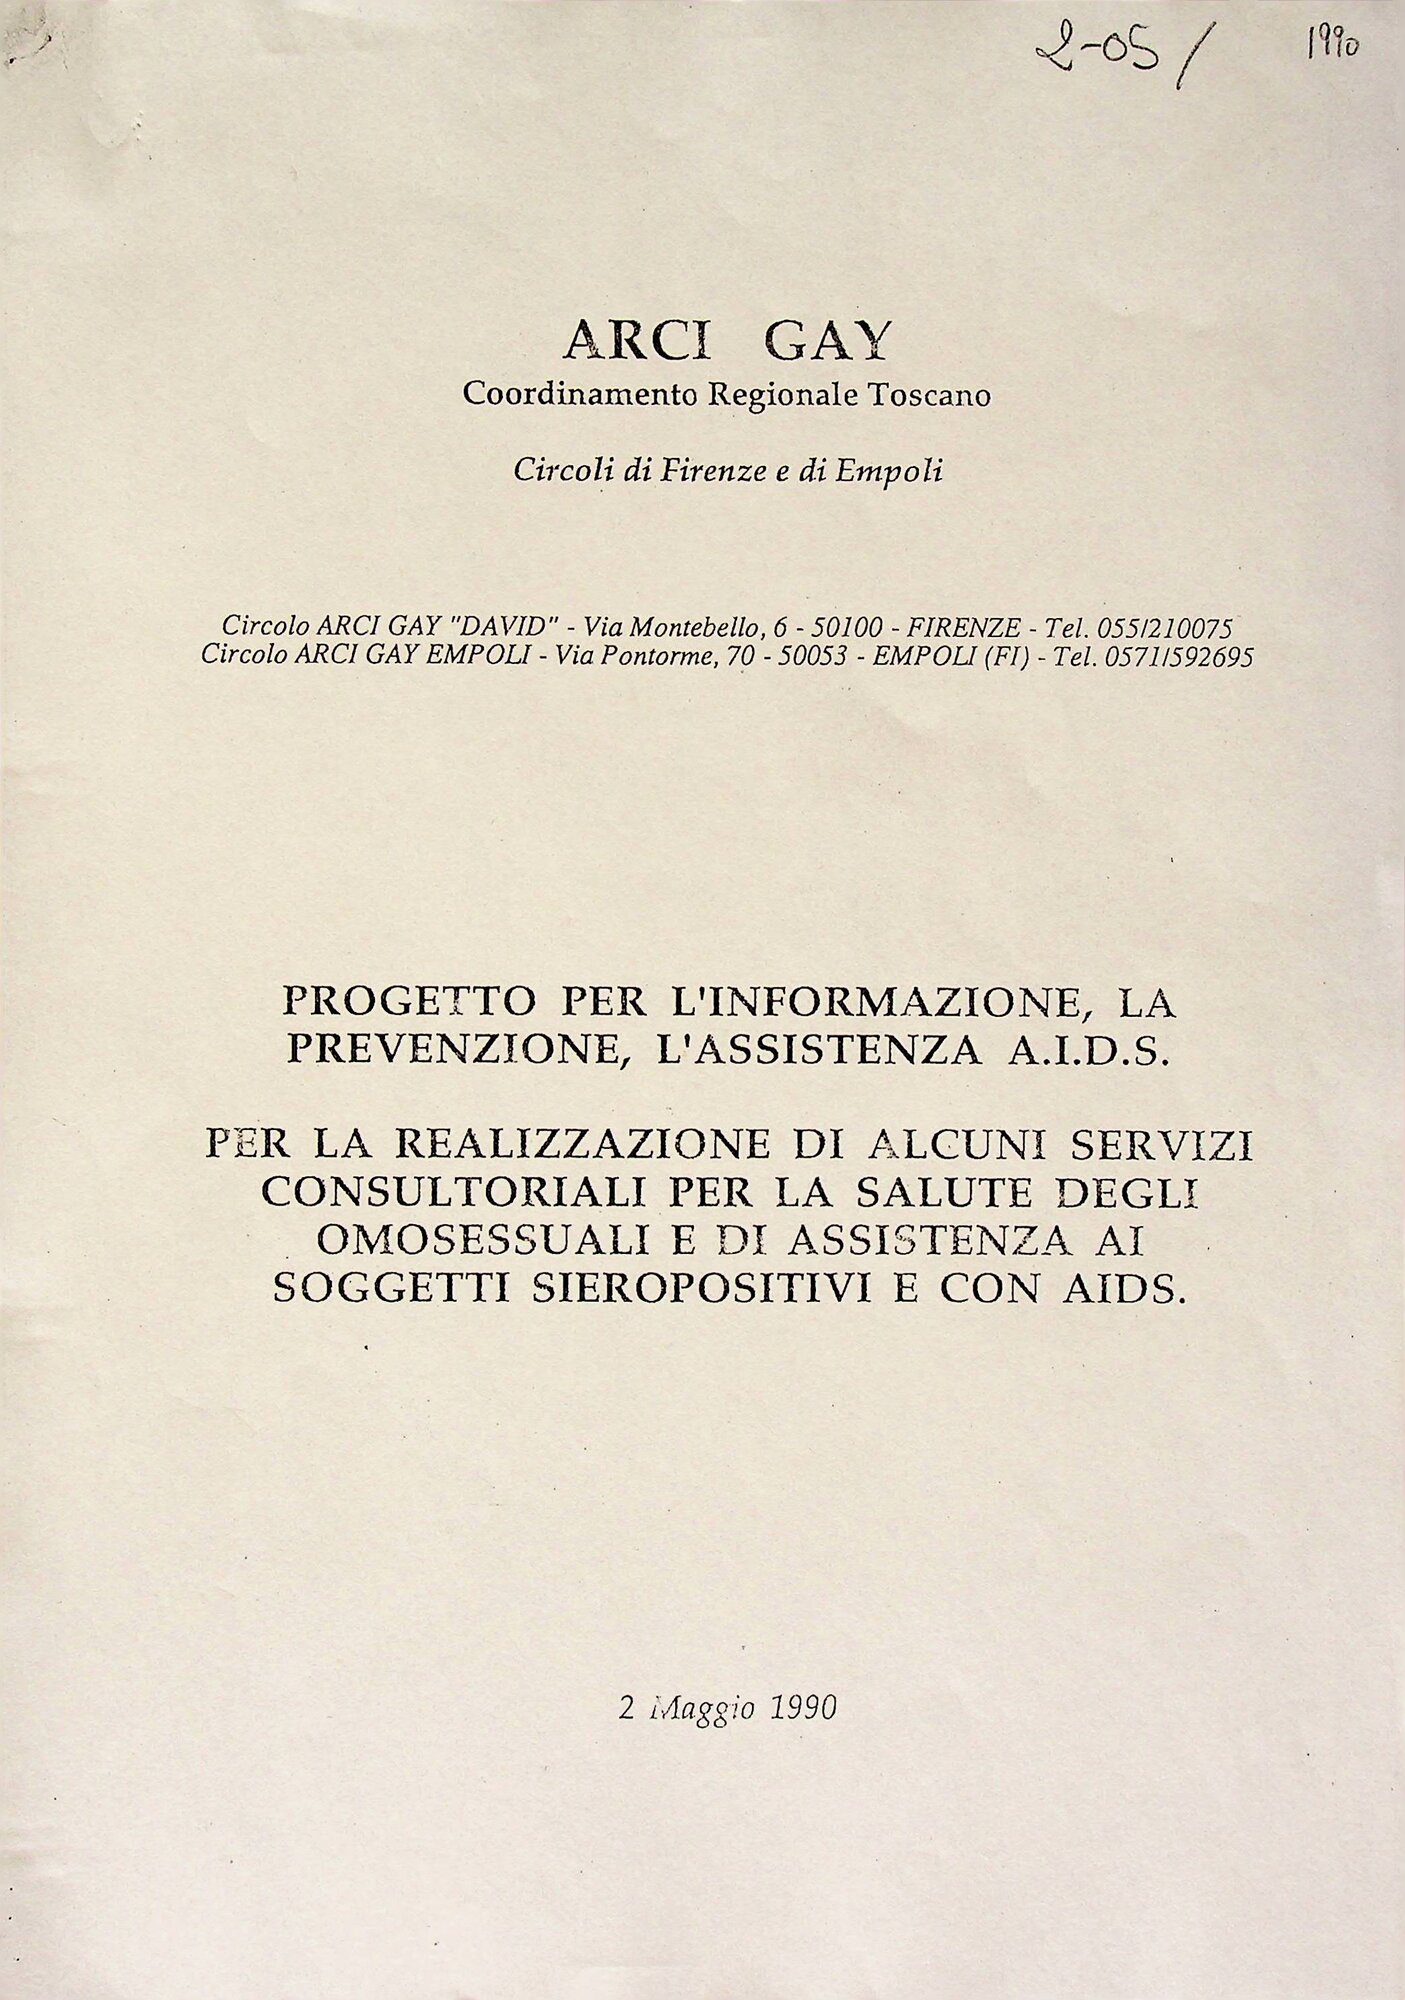 2-05/ 1990
ARCI GAY
Coordinamento Regionale Toscano
Circoli di Firenze e di Empoli
Circolo ARCI GAY "DAVID" - Via Montebello, 6 - 50100 - FIRENZE - Tel. 055/210075
Circolo ARCI GAY EMPOLI - Via Pontorme, 70 - 50053 - EMPOLI (FI) - Tel. 0571/592695
PROGETTO PER L'INFORMAZIONE, LA
PREVENZIONE, L'ASSISTENZA A.I.D.S.
PER LA REALIZZAZIONE DI ALCUNI SERVIZI
CONSULTORIALI PER LA SALUTE DEGLI
OMOSESSUALI E DI ASSISTENZA AI
SOGGETTI SIEROPOSITIVI E CON AIDS.
2 Maggio 1990